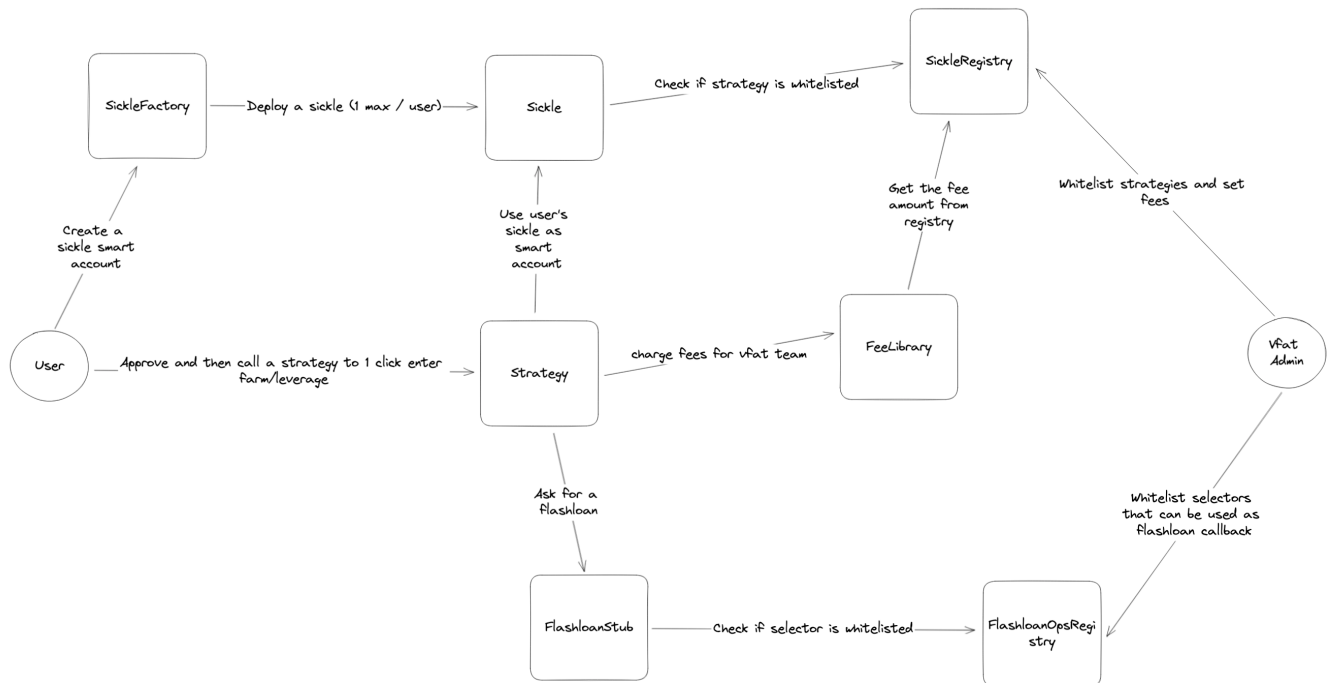 SickleRegistry
SickleFactory
Deploy a sickle (1 max / user)
Sickle
Check if strategy is whitelisted
Whitelist strategies and set
fees
Get the fee
amount from
registry
Create a
sickle smart
account
Use user's
sickle as
smart
account
User
Approve and then call a strategy to 1 click enter
farm/leverage
Strategy
charge fees for vfat team
FeeLibrary
Vfat
Admin
Ask for a
flashloan
Whitelist selectors
that can be used as
flashloan callback
FlashloanStub
Check if selector is whitelisted
FlashloanOpsRegi
stry